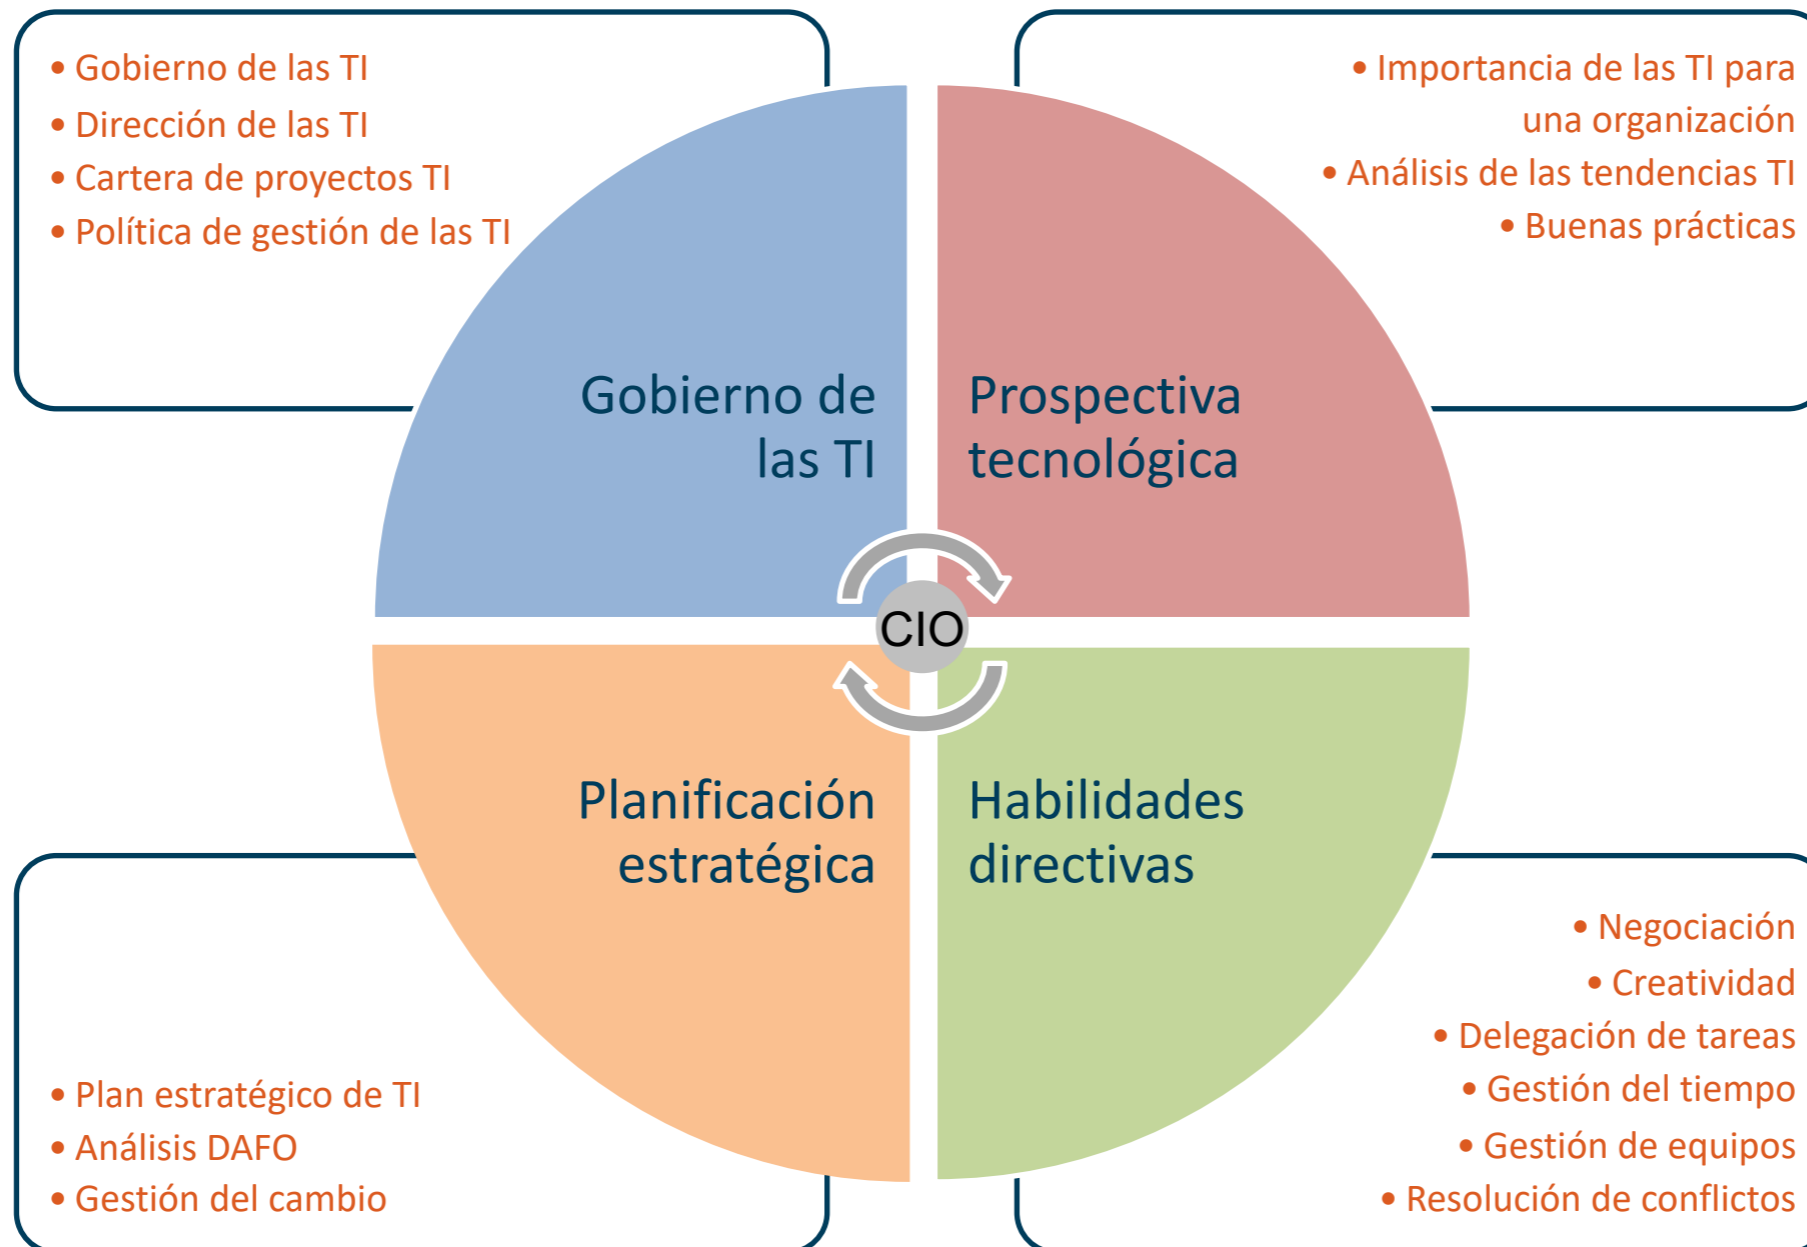 • Gobierno de las TI
• Dirección de las TI
• Cartera de proyectos TI
• Política de gestión de las TI
• Importancia de las TI para
una organización
• Análisis de las tendencias TI
• Buenas prácticas
Gobierno de
las TI
Prospectiva
tecnológica
CIO
Planificación
estratégica
Habilidades
directivas
• Plan estratégico de TI
• Análisis DAFO
• Gestión del cambio
• Negociación
• Creatividad
• Delegación de tareas
• Gestión del tiempo
• Gestión de equipos
• Resolución de conflictos